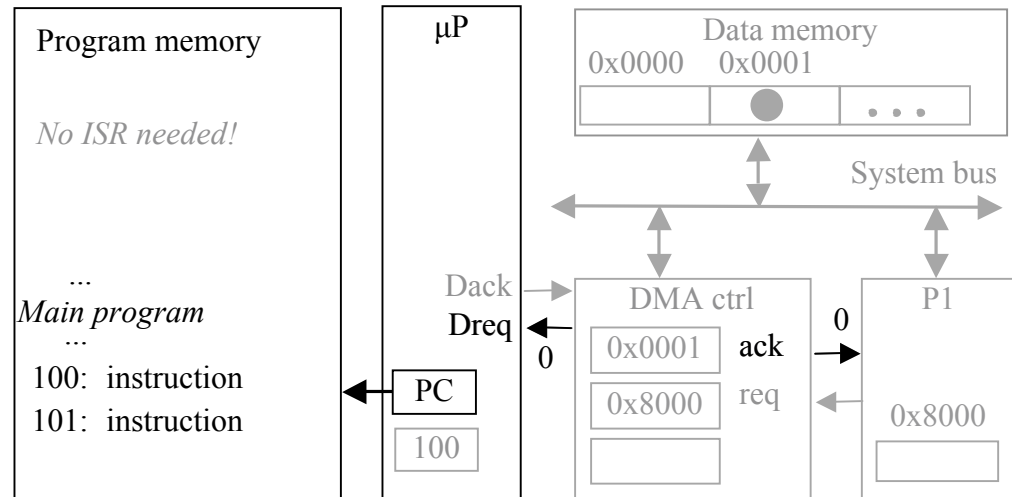 Program memory
No ISR needed!
...
Main program
...
100: instruction
101: instruction
μP
Dack
Dreq
0
PC
100
Data memory
0x0000 0x0001
...
System bus
DMA ctrl
0x0001
ack
0x8000
req
0
P1
0x8000